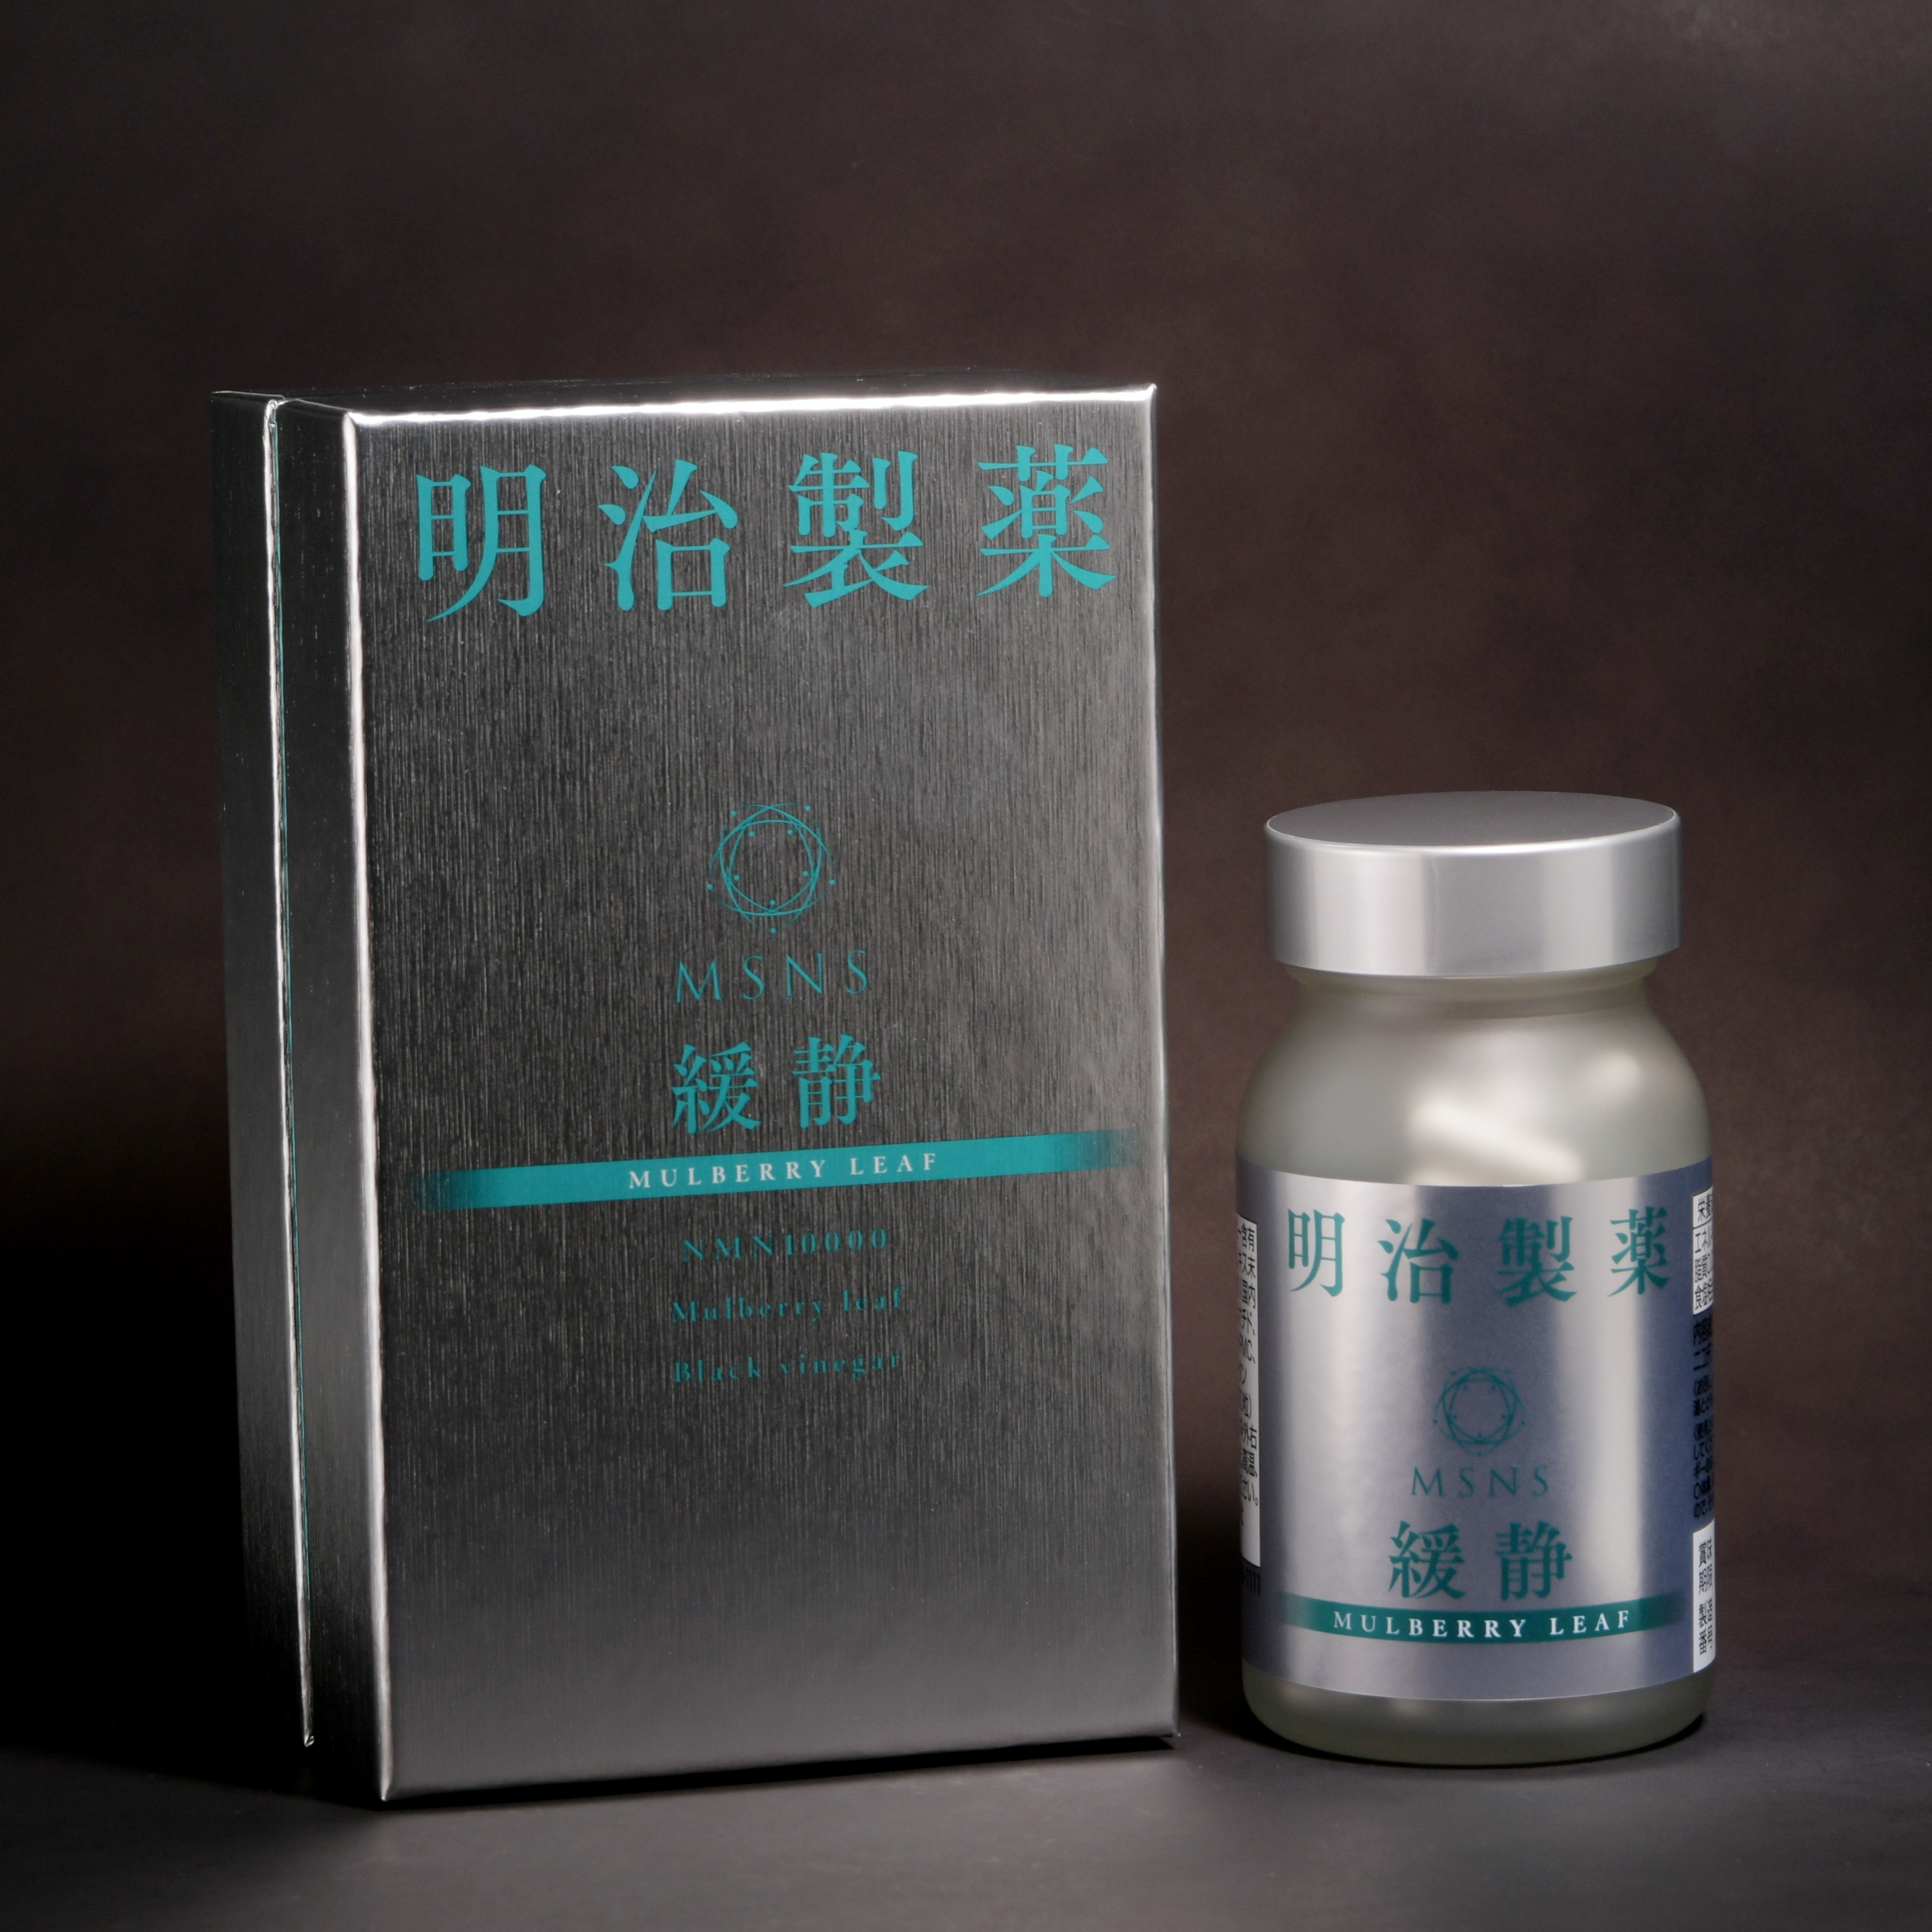 明治製薬
MSNS
緩静
MULBERRY LEAF
NMN10000
Mulberry leaf
Black vinegar
明治製薬
MSNS
緩静
MULBERRY LEAF